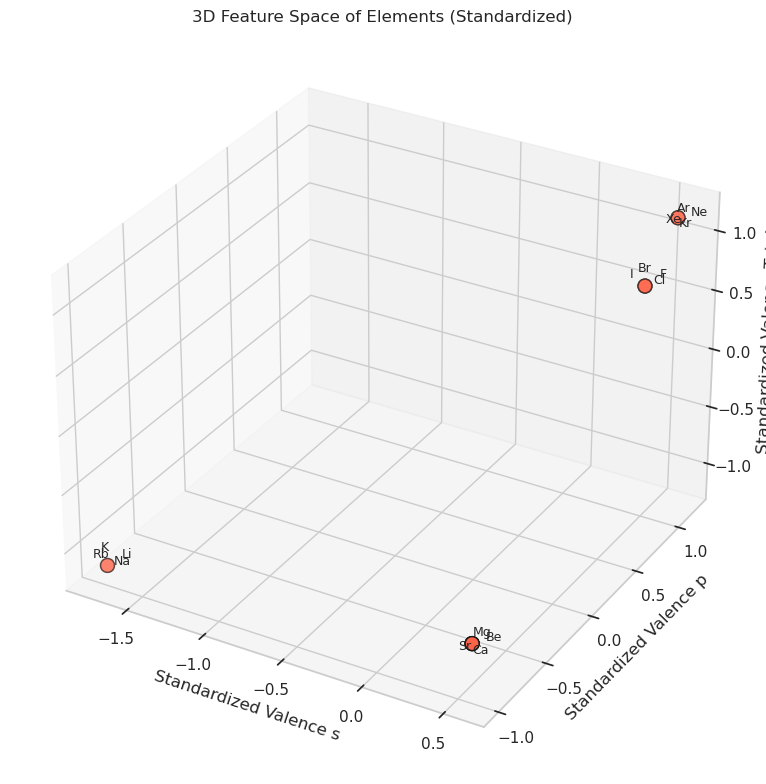 3D Feature Space of Elements (Standardized)
Ar Ne
Xe Kr
Br
I Cl F
1.0
0.5
0.0
−0.5
−1.0
K
Rb Li
Na
Mg
Be
Sr Ca
−1.5
−1.0
−0.5
0.0
0.5
Standardized Valence s
−1.0
−0.5
0.0
0.5
1.0
Standardized Valence p
Standardized Valence